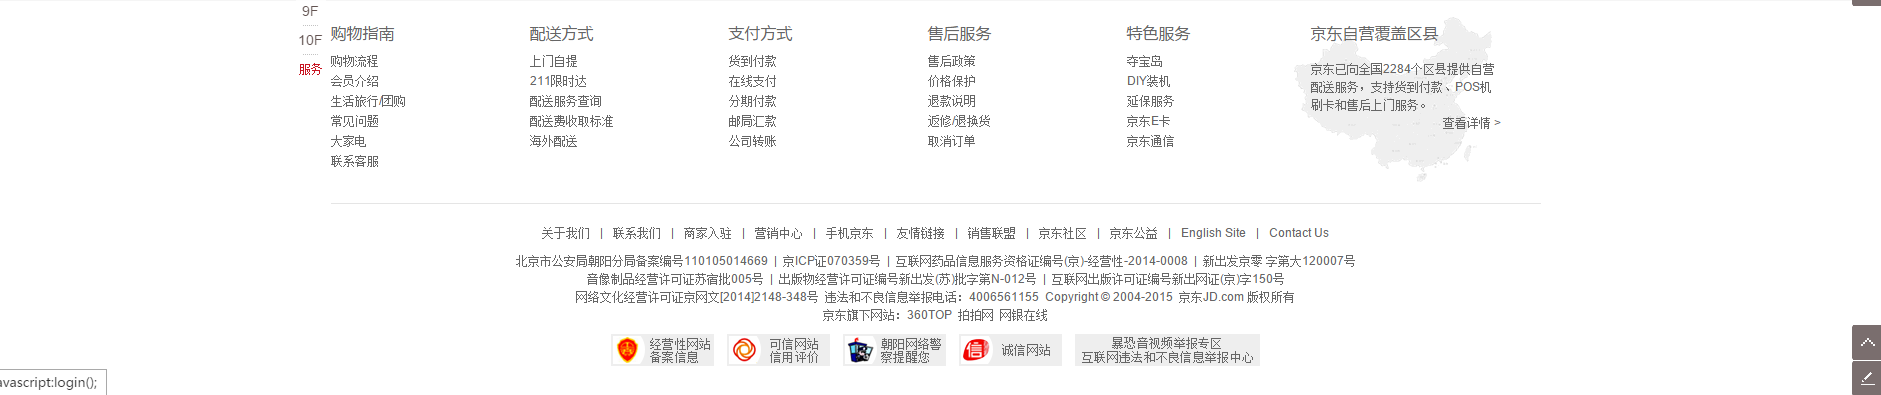 9F
10F
服务
购物指南
购物流程
会员介绍
生活旅行/团购
常见问题
大家电
联系客服
配送方式
上门自提
211限时达
配送服务查询
配送费收取标准
海外配送
支付方式
货到付款
在线支付
分期付款
邮局汇款
公司转账
售后服务
售后政策
价格保护
退款说明
返修/退换货
取消订单
特色服务
夺宝岛
DIY装机
延保服务
京东E卡
京东通信
京东自营覆盖区县
京东已向全国2284个区县提供自营
配送服务，支持货到付款、POS机
刷卡和售后上门服务。
查看详情 >
关于我们 | 联系我们 | 商家入驻 | 营销中心 | 手机京东 | 友情链接 | 销售联盟 | 京东社区 | 京东公益 | English Site | Contact Us
北京市公安局朝阳分局备案编号110105014669 | 京ICP证070359号 | 互联网药品信息服务资格证编号(京)-经营性-2014-0008 | 新出发京零 字第大120007号
音像制品经营许可证苏宿批005号 | 出版物经营许可证编号新出发(苏)批字第N-012号 | 互联网出版许可证编号新出网证(京)字150号
网络文化经营许可证京网文[2014]2148-348号 违法和不良信息举报电话：4006561155 Copyright © 2004-2015 京东JD.com 版权所有
京东旗下网站：360TOP 拍拍网 网银在线
经营性网站
备案信息
可信网站
信用评价
朝阳网络警
察提醒您
信
诚信网站
暴恐音视频举报专区
互联网违法和不良信息举报中心
avascript:login();